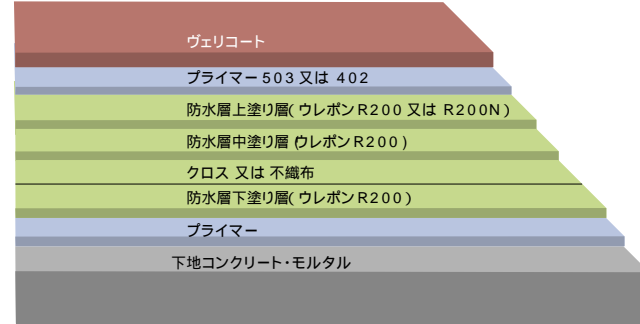 ヴェリコート
プライマー503又は 402
防水層上塗り層(ウレポンR200 又は R200N)
防水層中塗り層(ウレポンR200)
クロス 又は 不織布
防水層下塗り層(ウレポンR200)
プライマー
下地コンクリート・モルタル